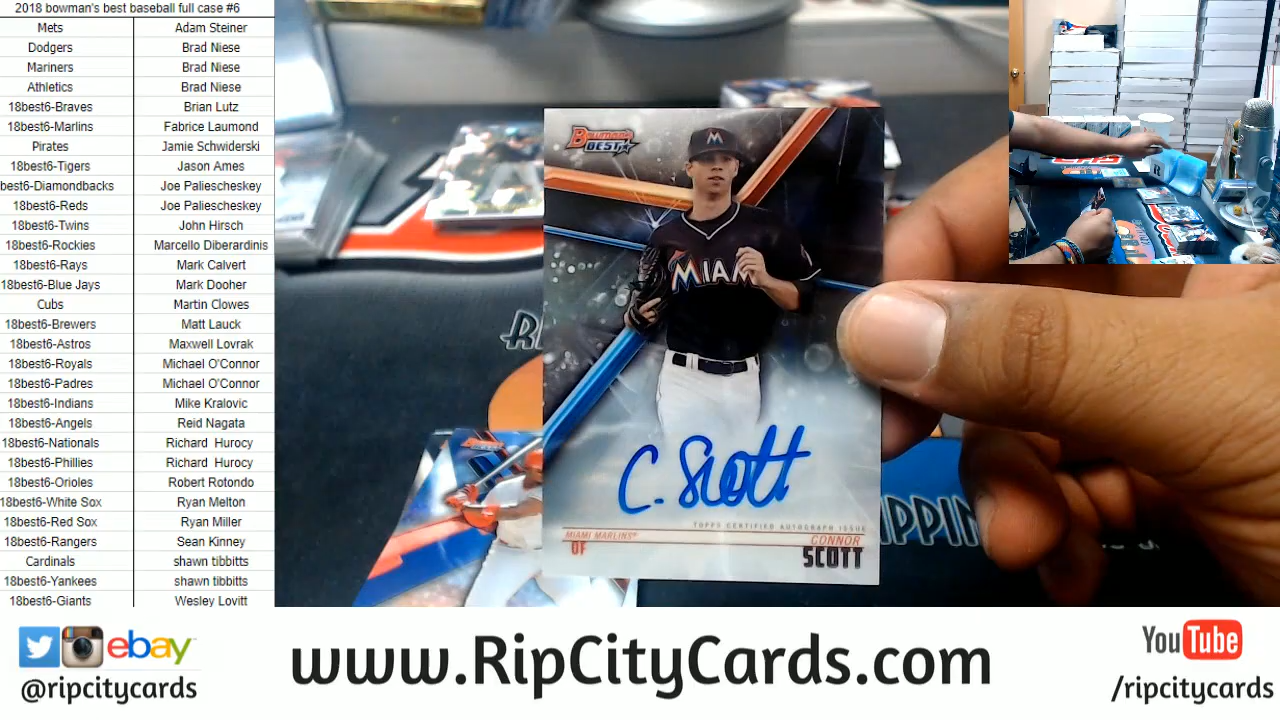 2018 bowman's best baseball full case #6
Mets Adam Steiner
Dodgers Brad Niese
Mariners Brad Niese
Athletics Brad Niese
18best6-Braves Brian Lutz
18best6-Marlins Fabrice Laumond
Pirates Jamie Schwiderski
18best6-Tigers Jason Ames
best6-Diamondbacks Joe Paliescheskey
18best6-Reds Joe Paliescheskey
18best6-Twins John Hirsch
18best6-Rockies Marcello Diberardinis
18best6-Rays Mark Calvert
18best6-Blue Jays Mark Dooher
Cubs Martin Clowes
18best6-Brewers Matt Lauck
18best6-Astros Maxwell Lovrak
18best6-Royals Michael O'Connor
18best6-Padres Michael O'Connor
18best6-Indians Mike Kralovic
18best6-Angels Reid Nagata
18best6-Nationals Richard Hurocy
18best6-Phillies Richard Hurocy
18best6-Orioles Robert Rotondo
18best6-White Sox Ryan Melton
18best6-Red Sox Ryan Miller
18best6-Rangers Sean Kinney
Cardinals shawn tibbitts
18best6-Yankees shawn tibbitts
18best6-Giants Wesley Lovitt
BOWMAN'S
BEST
M
MIAMI
C. Scott
TOPPS CERTIFIED AUTOGRAPH ISSUE
MIAMI MARLINS® CONNOR
OF SCOTT
ebay
@ripcitycards
www.RipCityCards.com
YouTube
/ripcitycards